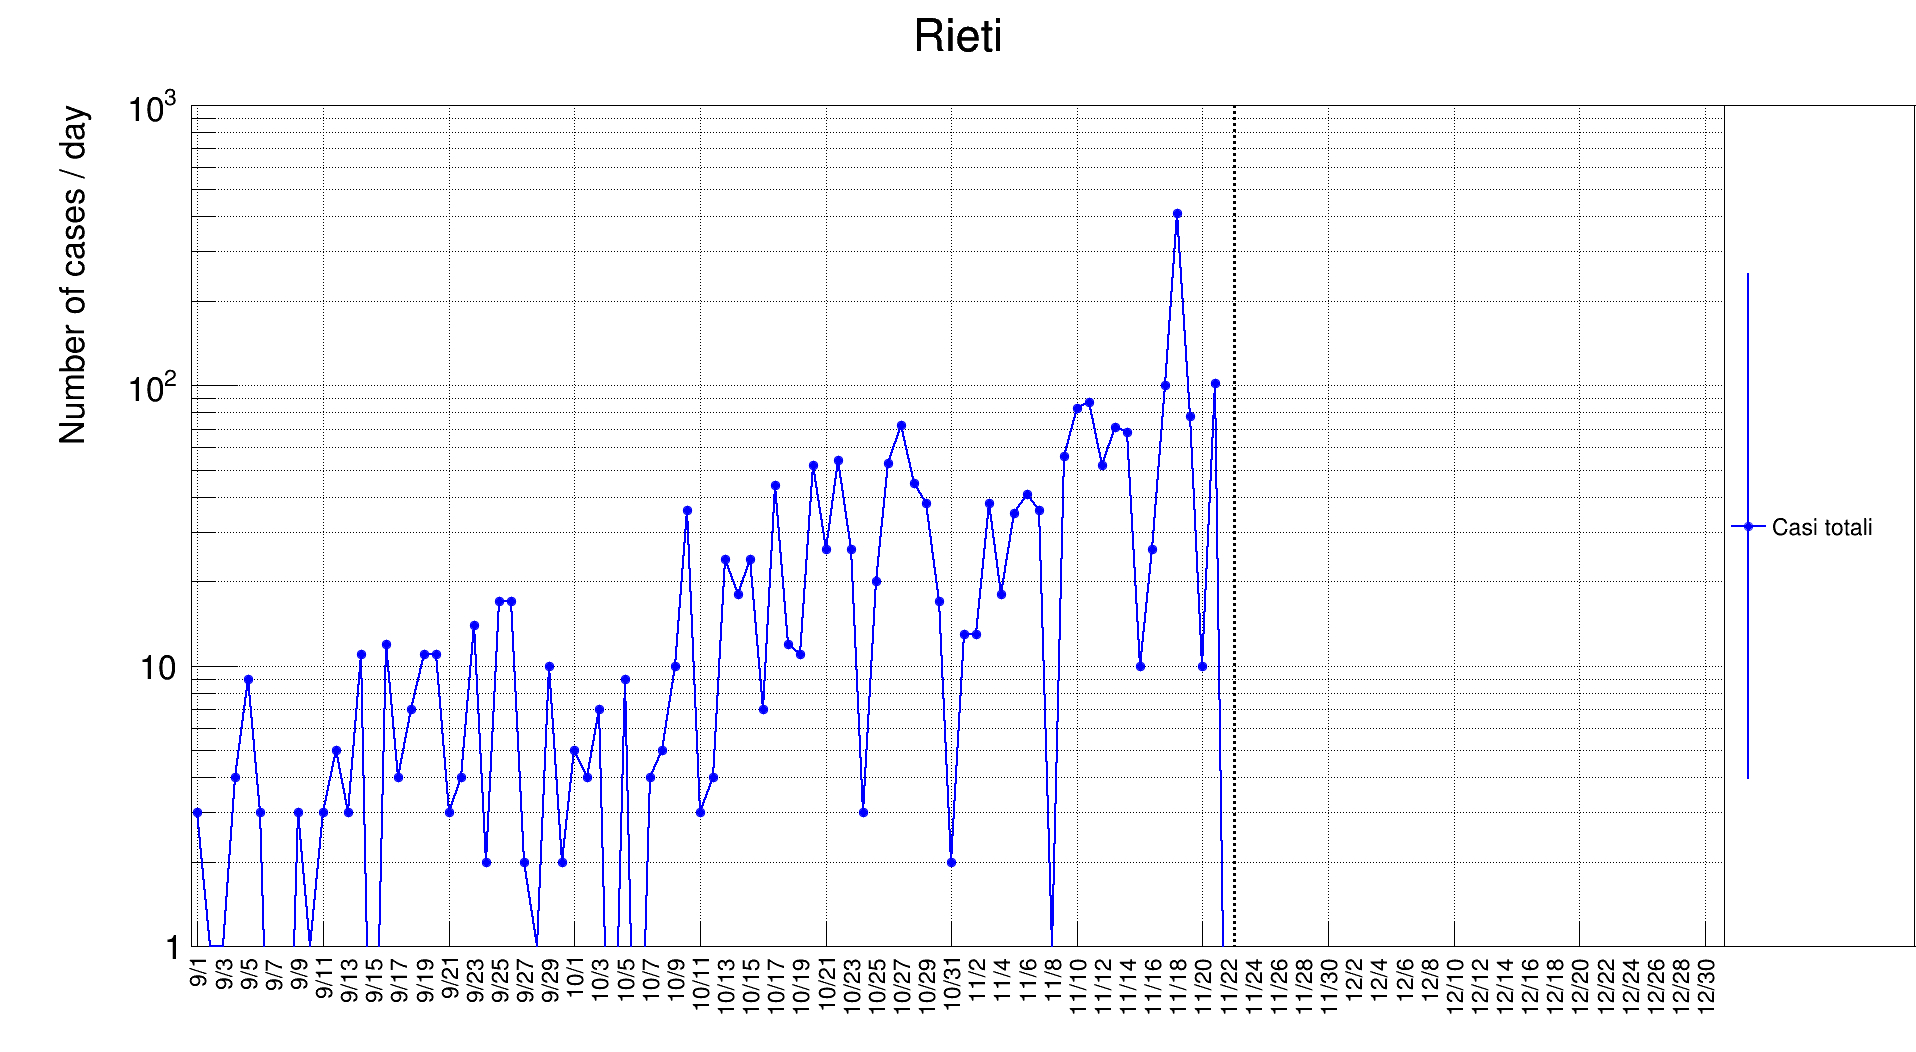 Rieti
Number of cases / day
10³
10²
10
1
Casi totali
9/1 9/3 9/5 9/7 9/9 9/11 9/13 9/15 9/17 9/19 9/21 9/23 9/25 9/27 9/29 10/1 10/3 10/5 10/7 10/9 10/11 10/13 10/15 10/17 10/19 10/21 10/23 10/25 10/27 10/29 10/31 11/2 11/4 11/6 11/8 11/10 11/12 11/14 11/16 11/18 11/20 11/22 11/24 11/26 11/28 11/30 12/2 12/4 12/6 12/8 12/10 12/12 12/14 12/16 12/18 12/20 12/22 12/24 12/26 12/28 12/30